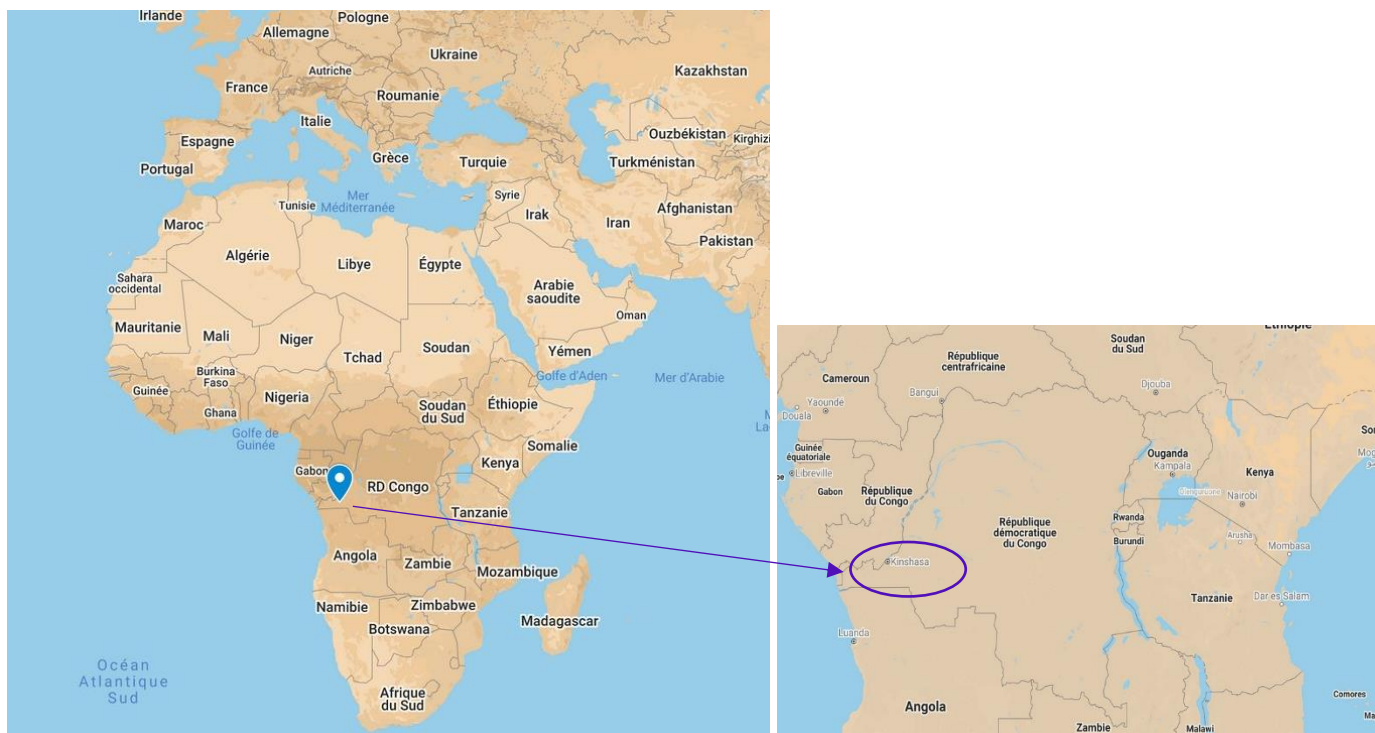 Irlande
Pologne
Allemagne
Ukraine
Autriche
Kazakhstan
France
Roumanie
Italie
Ouzbékistan
Kirghizi
Espagne
Grèce
Turquie
Turkménistan
Portugal
Syrie
Mer
Méditerranée
Tunisie
Afghanistan
Maroc
Irak
Iran
Pakistan
Algérie
Libye
Égypte
Sahara
occidental
Arabie
saoudite
Oman
Mauritanie
Mali
Niger
Tchad
Soudan
Yémen
Golfe d'Aden
Mer d'Arabie
Burkina
Faso
Guinée
Nigeria
Ghana
Soudan
du Sud
Éthiopie
Golfe de
Guinée
Somalie
M
La
Gabon
RD Congo
Kenya
Tanzanie
Angola
Zambie
Mozambique
Namibie
Zimbabwe
Botswana
Madagascar
Océan
Atlantique
Sud
Afrique
du Sud
Éthiopie
Soudan
du Sud
République
centrafricaine
Cameroun
Bangui
Djouba
Yaoundé
Douala
Guinée
équatoriale
Libreville
Gabon
République
du Congo
Ouganda
Kampala
Kenya
Nairobi
République
démocratique
du Congo
Rwanda
Burundi
Arusha
Mombasa
Kinshasa
Tanzanie
Dar es Salam
Luanda
Angola
Comores
Zambie
Malawi
Ma